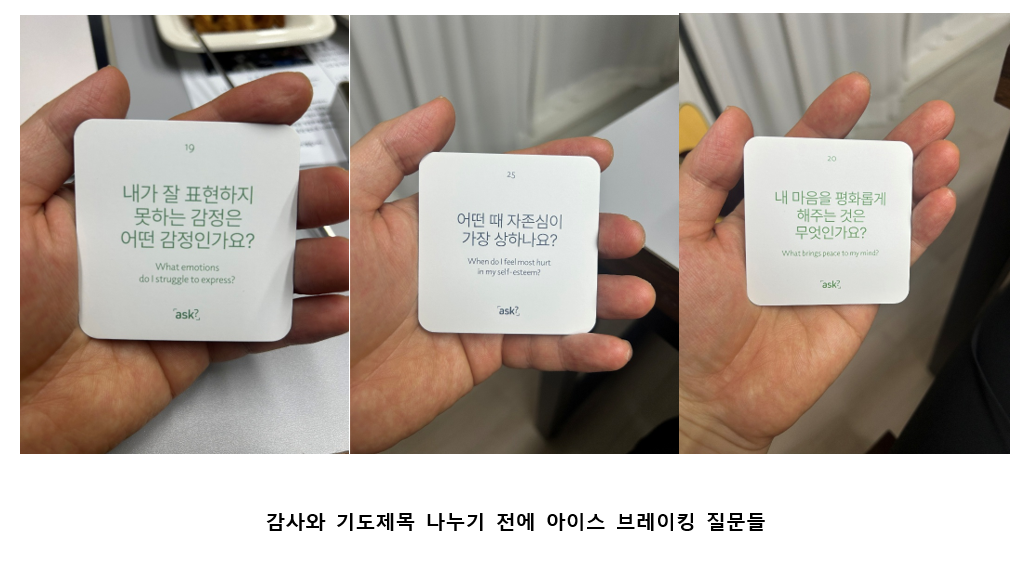 19
내가 잘 표현하지
못하는 감정은
어떤 감정인가요?
What emotions
do I struggle to express?
ask?
25
어떤 때 자존심이
가장 상하나요?
When do I feel most hurt
in my self-esteem?
ask?
20
내 마음을 평화롭게
해주는 것은
무엇인가요?
What brings peace to my mind?
ask?
감사와 기도제목 나누기 전에 아이스 브레이킹 질문들